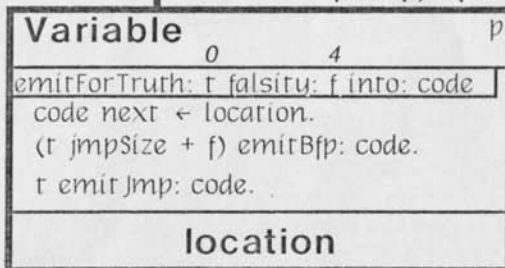 Variable p
0 4
emitForTruth: t falsity: f into: code
code next ← location.
(t jmpSize + f) emitBfp: code.
t emitJmp: code.
location